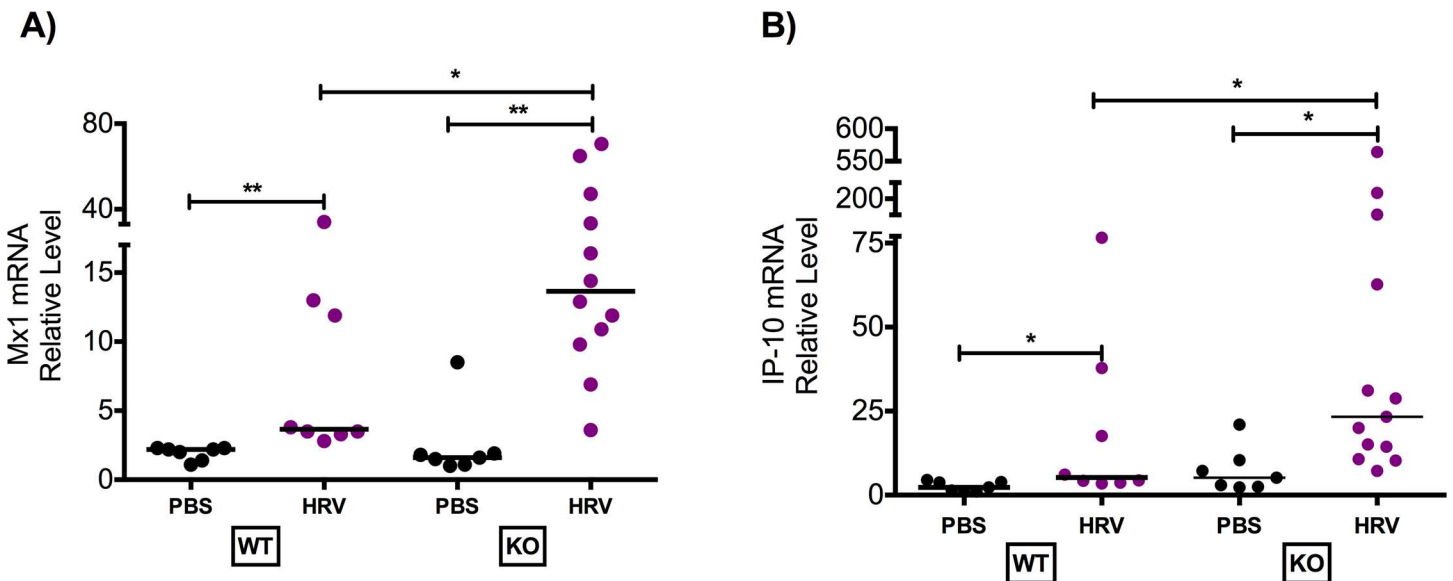 A)
Mx1 mRNA
Relative Level
80
40
15
10
5
0
*
**
**
PBS
HRV
PBS
HRV
WT
KO
B)
IP-10 mRNA
Relative Level
600
550
200
75
50
25
0
*
*
*
PBS
HRV
PBS
HRV
WT
KO